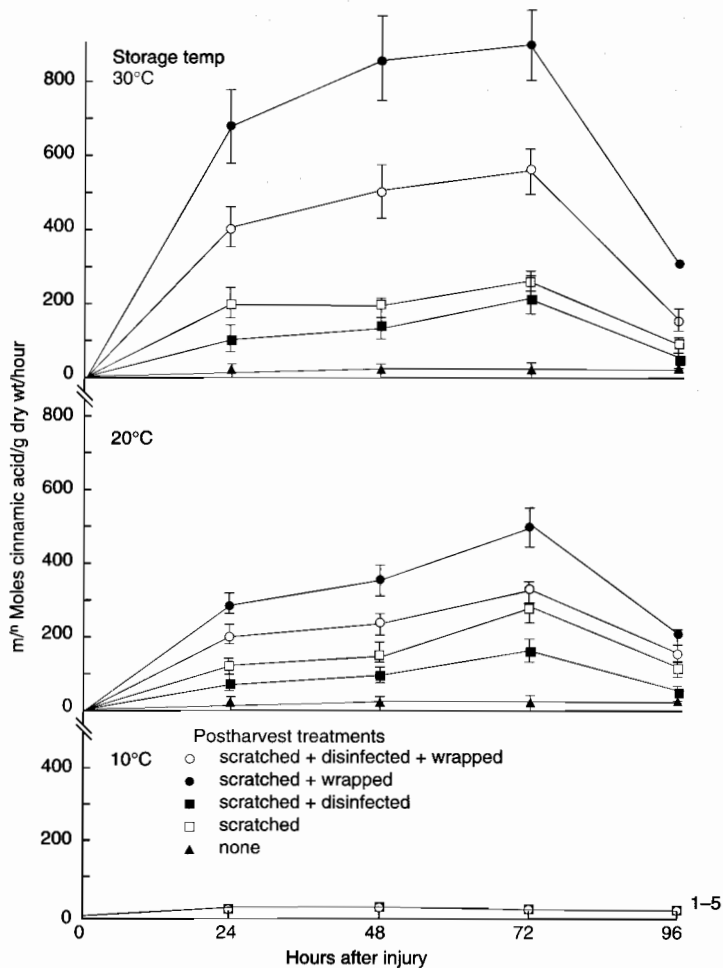 Storage temp
30°C
800
600
400
200
0
20°C
800
600
400
200
0
m/n Moles cinnamic acid/g dry wt/hour
10°C
Postharvest treatments
scratched + disinfected + wrapped
scratched + wrapped
scratched + disinfected
scratched
none
400
200
0
1–5
0 24 48 72 96
Hours after injury